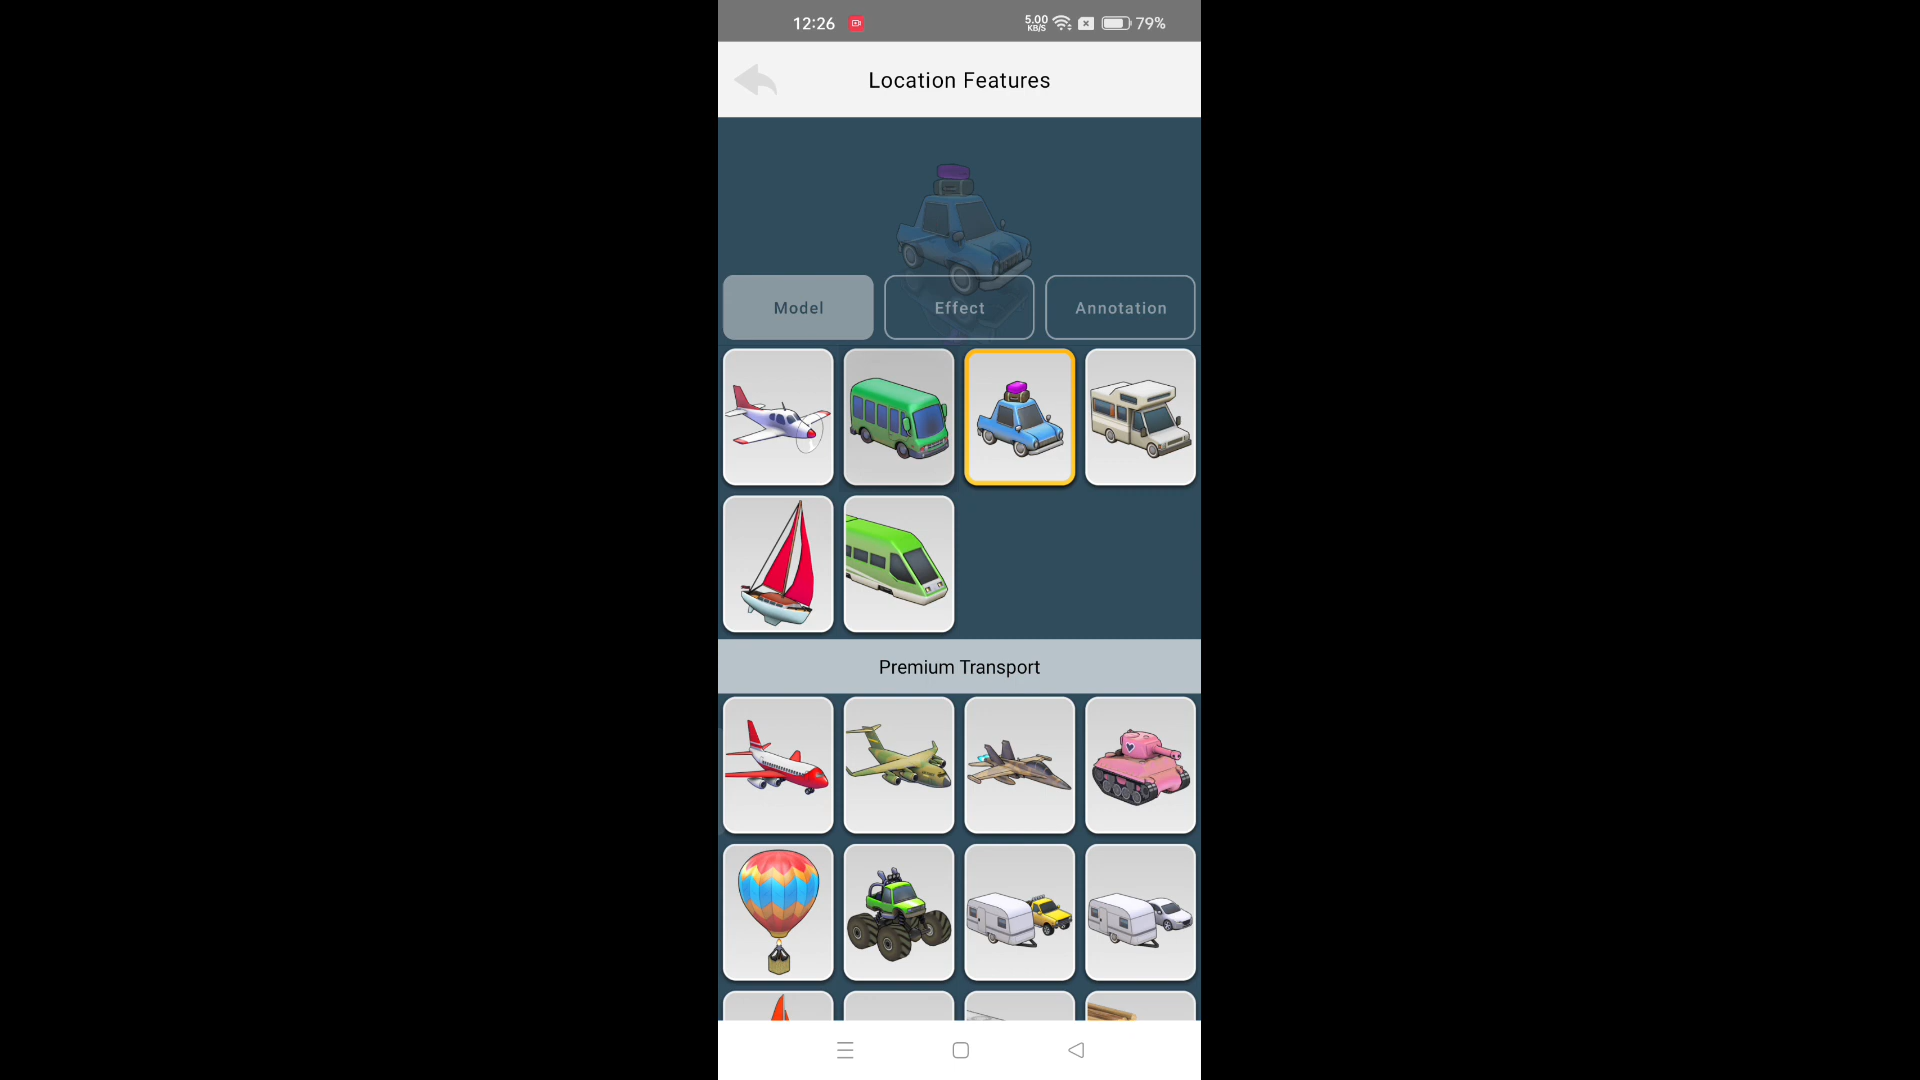 12:26
5.00
KB/S
79%
Location Features
Model
Effect
Annotation
Premium Transport